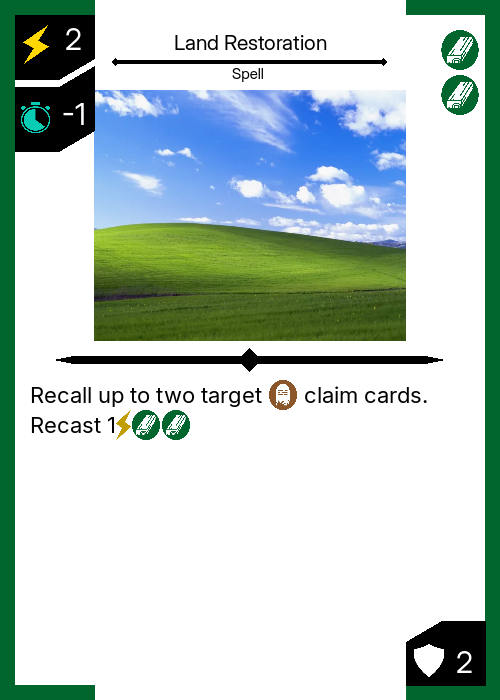 2
Land Restoration
Spell
-1
Recall up to two target claim cards.
Recast 1
2